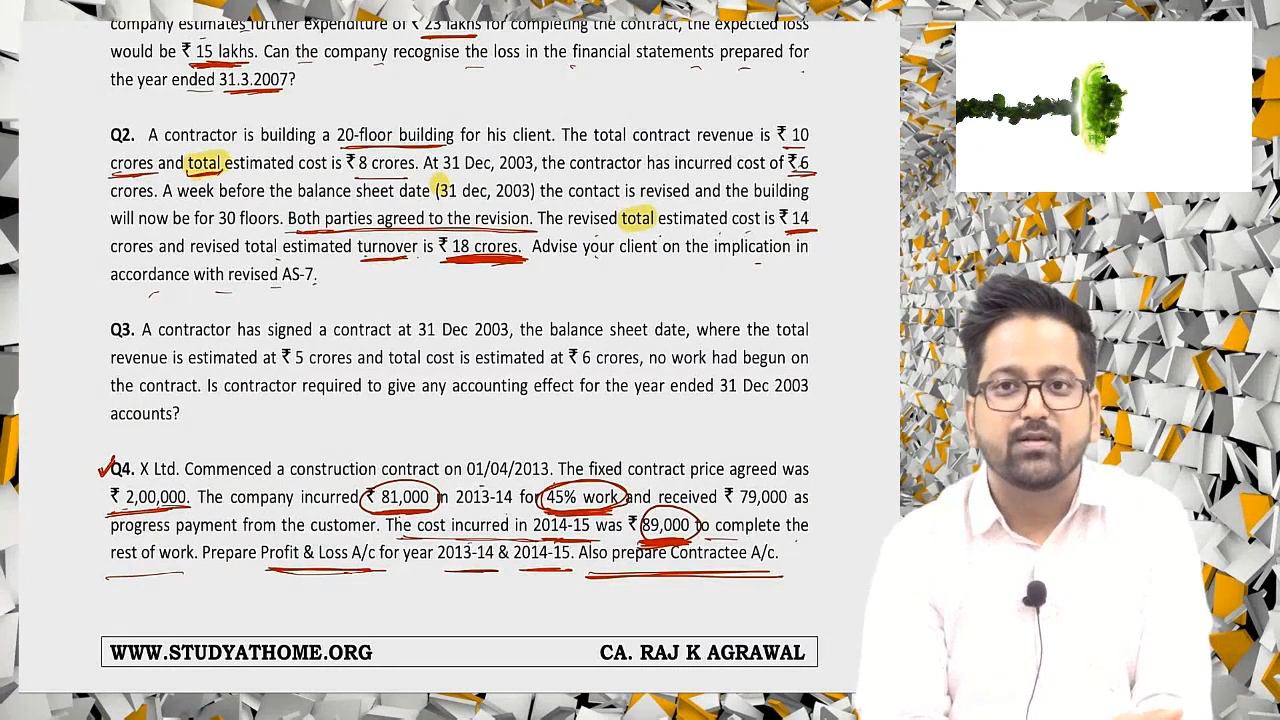 company estimates further expenditure of ₹ 23 lakhs for completing the contract, the expected loss
would be ₹ 15 lakhs. Can the company recognise the loss in the financial statements prepared for
the year ended 31.3.2007?
Q2. A contractor is building a 20-floor building for his client. The total contract revenue is ₹ 10
crores and total estimated cost is ₹ 8 crores. At 31 Dec, 2003, the contractor has incurred cost of ₹ 6
crores. A week before the balance sheet date (31 dec, 2003) the contact is revised and the building
will now be for 30 floors. Both parties agreed to the revision. The revised total estimated cost is ₹ 14
crores and revised total estimated turnover is ₹ 18 crores. Advise your client on the implication in
accordance with revised AS-7.
Q3. A contractor has signed a contract at 31 Dec 2003, the balance sheet date, where the total
revenue is estimated at ₹ 5 crores and total cost is estimated at ₹ 6 crores, no work had begun on
the contract. Is contractor required to give any accounting effect for the year ended 31 Dec 2003
accounts?
Q4. X Ltd. Commenced a construction contract on 01/04/2013. The fixed contract price agreed was
₹ 2,00,000. The company incurred ₹ 81,000 in 2013-14 for 45% work and received ₹ 79,000 as
progress payment from the customer. The cost incurred in 2014-15 was ₹ 89,000 to complete the
rest of work. Prepare Profit & Loss A/c for year 2013-14 & 2014-15. Also prepare Contractee A/c.
WWW.STUDYATHOME.ORG CA. RAJ K AGRAWAL